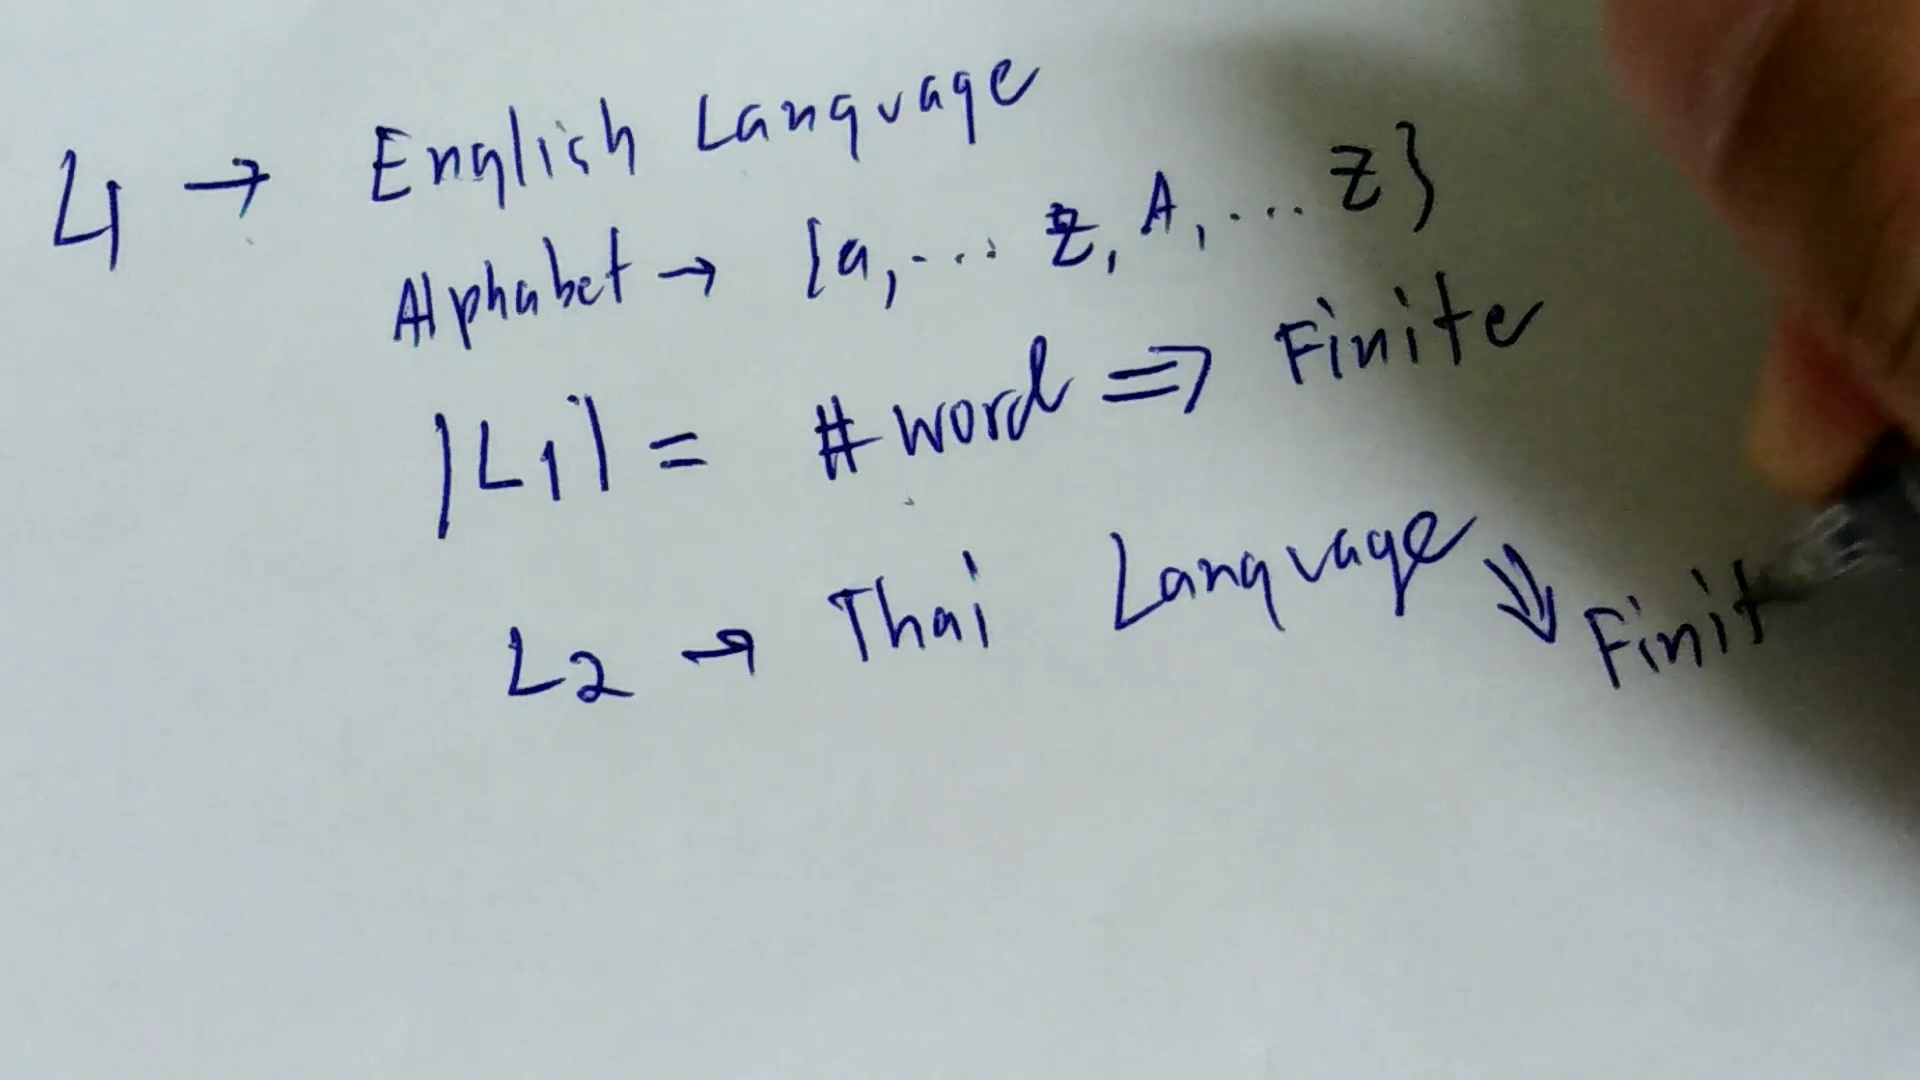 L1 → English Language
Alphabet → {a, ... z, A, ... Z}
|L1| = # word ⇒ Finite
L2 → Thai Language ⇒ Finit